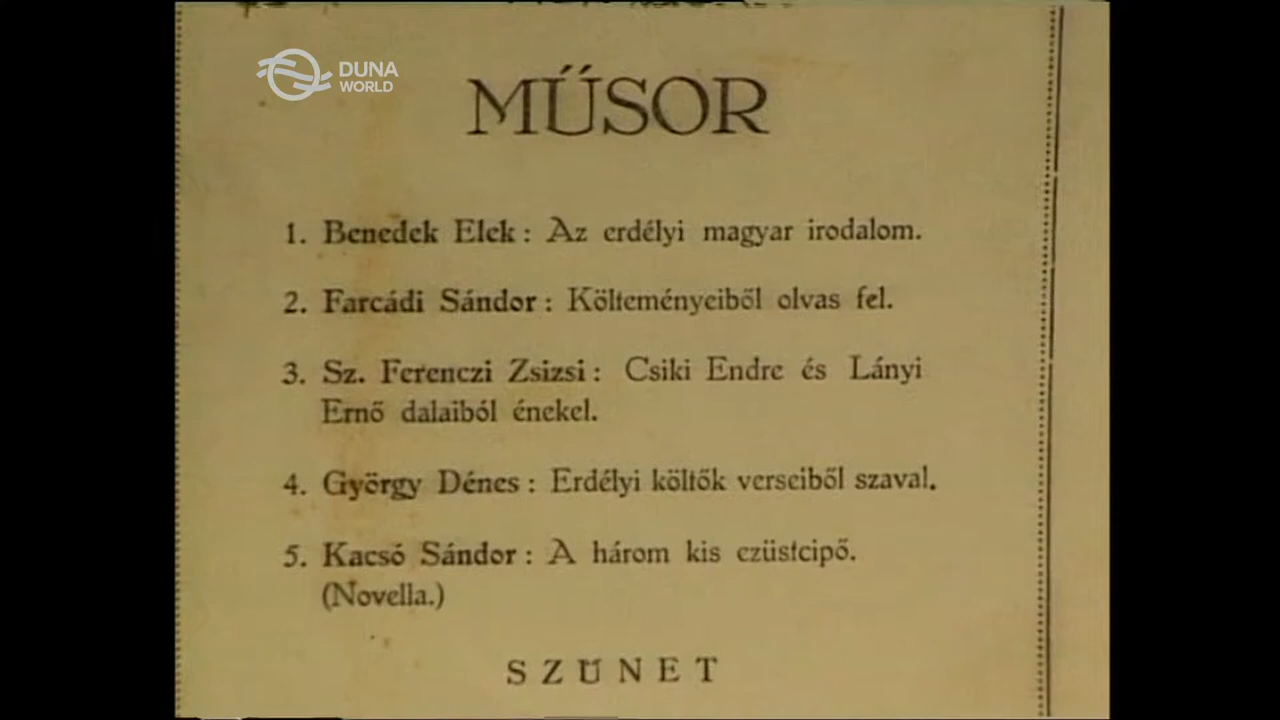 DUNA
WORLD
MŰSOR
1. Benedek Elek : Az erdélyi magyar irodalom.
2. Farcádi Sándor : Költeményeiből olvas fel.
3. Sz. Ferenczi Zsizsi : Csiki Endre és Lányi
Ernő dalaiból énekel.
4. György Dénes : Erdélyi költők verseiből szaval.
5. Kacsó Sándor : A három kis ezüstcipő.
(Novella.)
SZÜNET